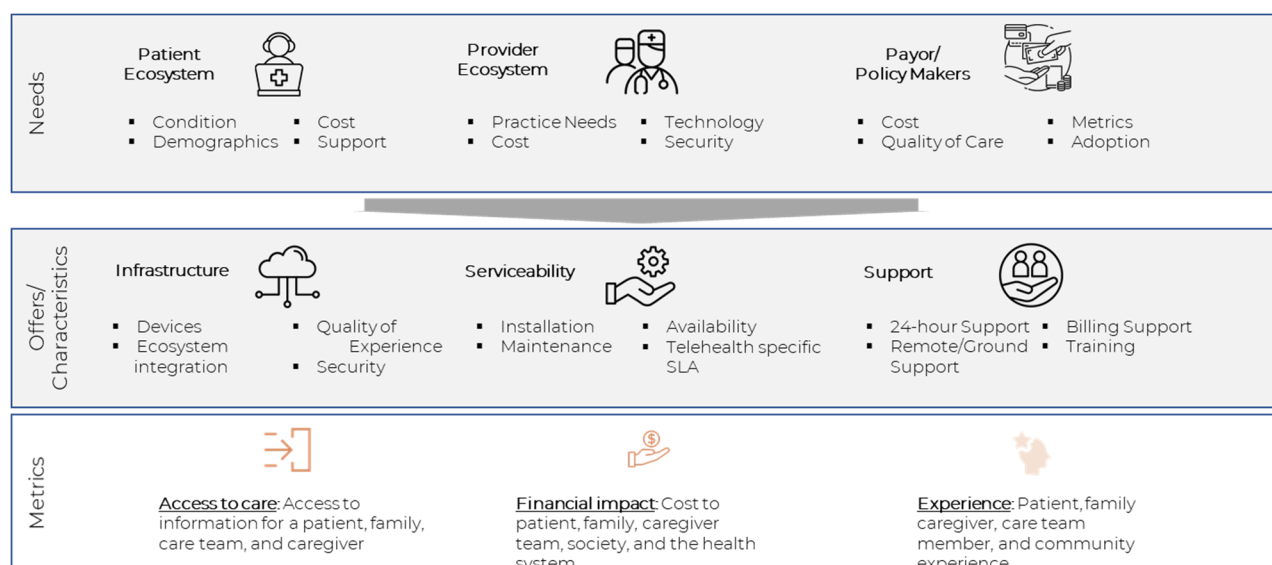 Needs
Patient
Ecosystem
▪ Condition
▪ Demographics
▪ Cost
▪ Support
Provider
Ecosystem
▪ Practice Needs
▪ Cost
▪ Technology
▪ Security
Payor/
Policy Makers
▪ Cost
▪ Quality of Care
▪ Metrics
▪ Adoption
Offers/
Characteristics
Infrastructure
▪ Devices
▪ Ecosystem
integration
▪ Quality of
Experience
▪ Security
Serviceability
▪ Installation
▪ Maintenance
▪ Availability
▪ Telehealth specific
SLA
Support
▪ 24-hour Support
▪ Remote/Ground
Support
▪ Billing Support
▪ Training
Metrics
Access to care: Access to
information for a patient, family,
care team, and caregiver
$
Financial impact: Cost to
patient, family, caregiver
team, society, and the health
system
Experience: Patient, family
caregiver, care team
member, and community
experience